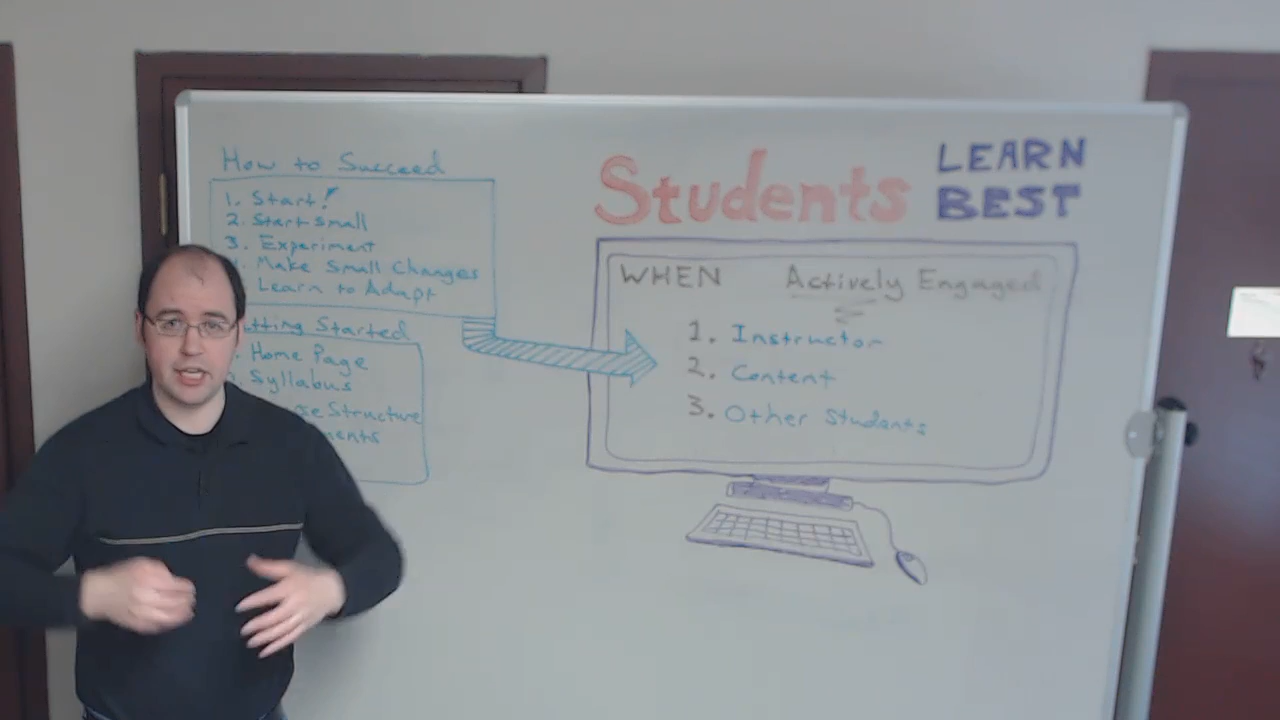 How to Succeed
1. Start!
2. Start small
3. Experiment
Make Small Changes
Learn to Adapt
Started
Home Page
Syllabus
Structure
Students
LEARN
BEST
WHEN Actively Engaged
1. Instructor
2. Content
3. Other Students